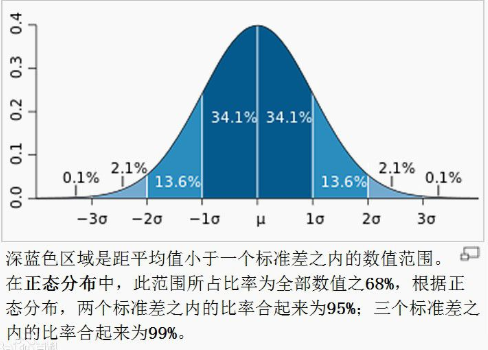 0.4
0.3
0.2
0.1
0.0
34.1% 34.1%
13.6% 13.6%
2.1% 2.1%
0.1% 0.1%
−3σ −2σ −1σ μ 1σ 2σ 3σ
深蓝色区域是距平均值小于一个标准差之内的数值范围。
在正态分布中，此范围所占比率为全部数值之68%，根据正
态分布，两个标准差之内的比率合起来为95%；三个标准差之
内的比率合起来为99%。